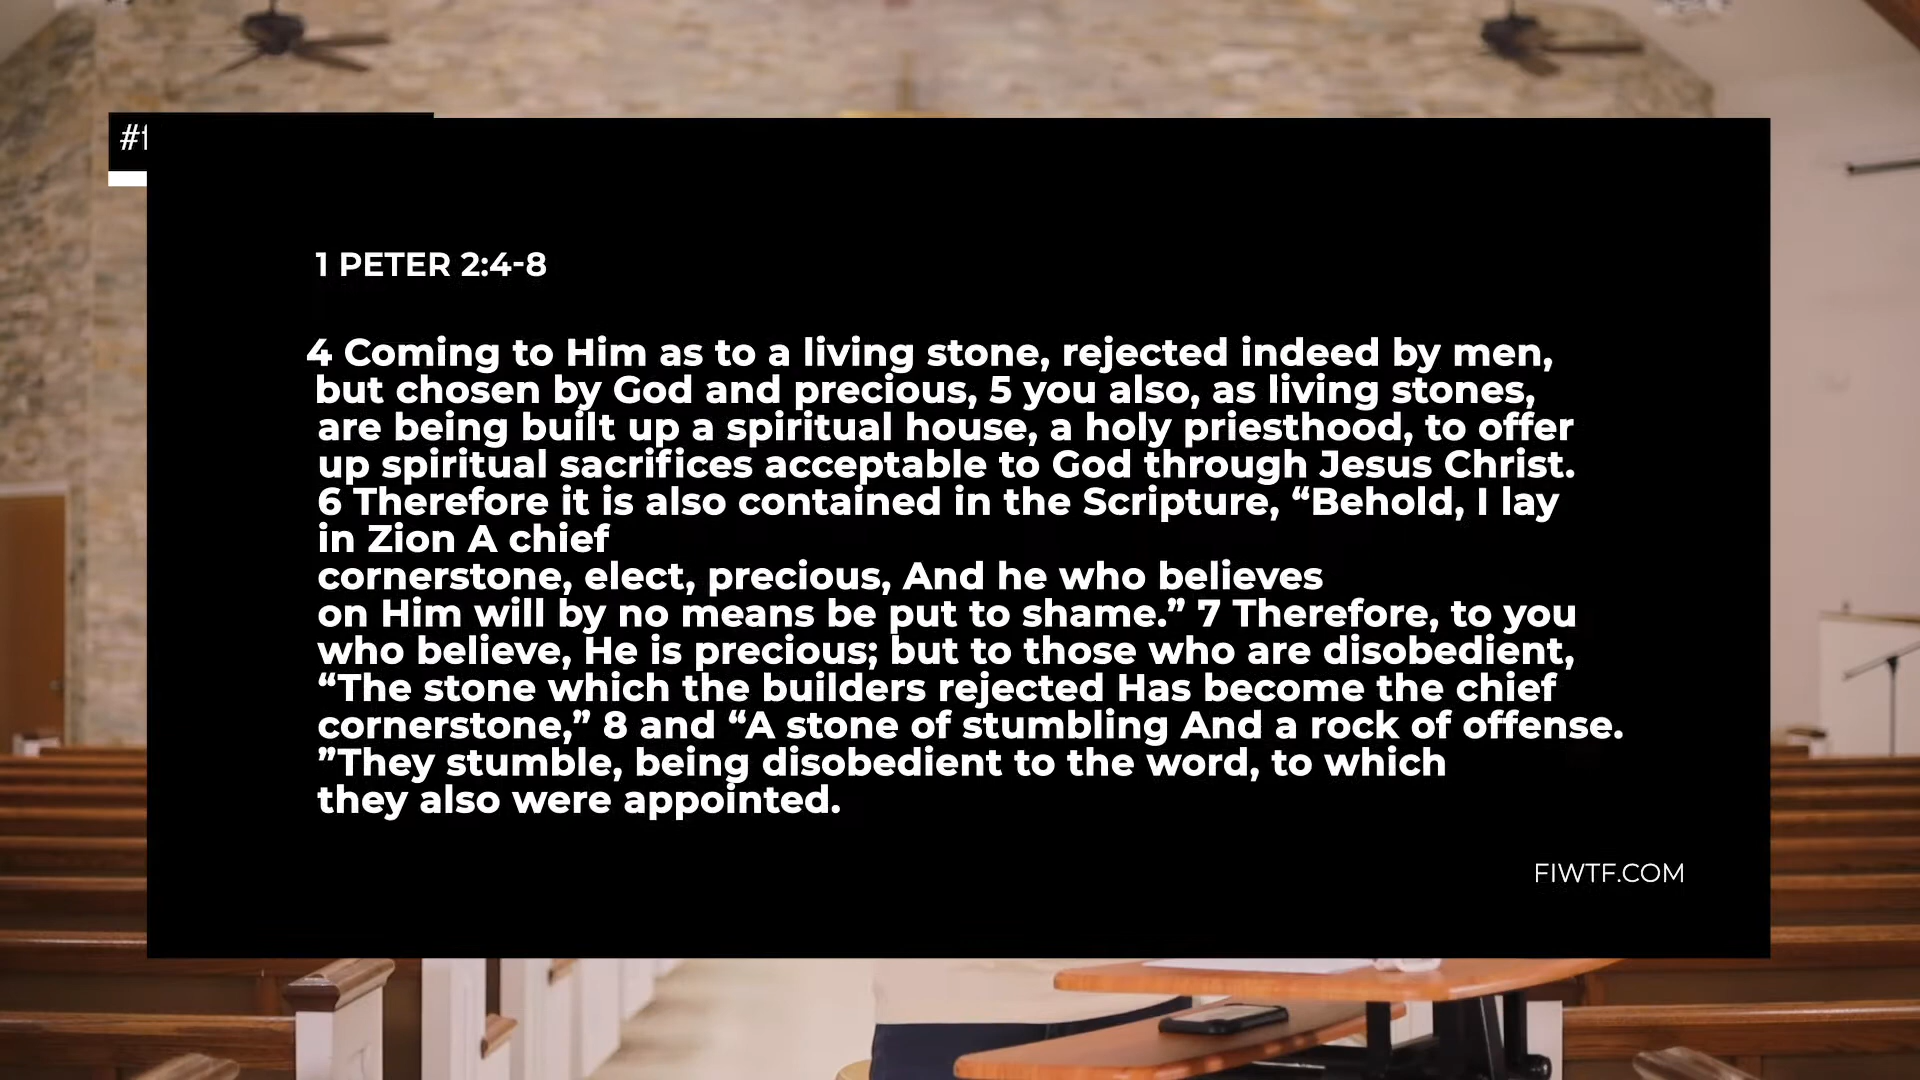 #f
1 PETER 2:4-8
4 Coming to Him as to a living stone, rejected indeed by men,
but chosen by God and precious, 5 you also, as living stones,
are being built up a spiritual house, a holy priesthood, to offer
up spiritual sacrifices acceptable to God through Jesus Christ.
6 Therefore it is also contained in the Scripture, “Behold, I lay
in Zion A chief
cornerstone, elect, precious, And he who believes
on Him will by no means be put to shame.” 7 Therefore, to you
who believe, He is precious; but to those who are disobedient,
“The stone which the builders rejected Has become the chief
cornerstone,” 8 and “A stone of stumbling And a rock of offense.
”They stumble, being disobedient to the word, to which
they also were appointed.
FIWTF.COM